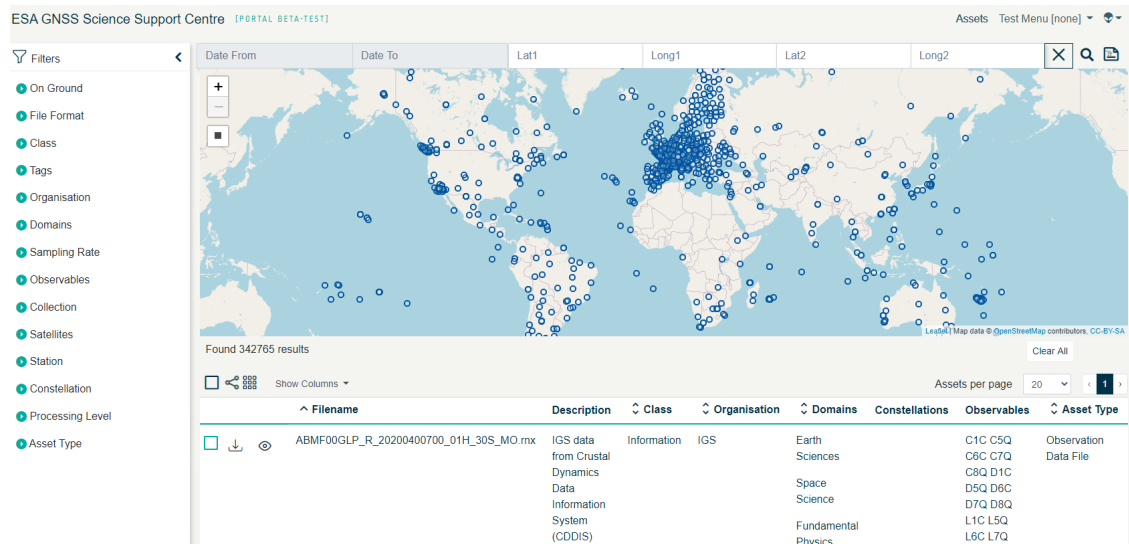 ESA GNSS Science Support Centre [PORTAL BETA-TEST]
Assets Test Menu [none]
Filters
Date From Date To Lat1 Long1 Lat2 Long2
On Ground
File Format
Class
Tags
Organisation
Domains
Sampling Rate
Observables
Collection
Satellites
Station
Constellation
Processing Level
Asset Type
+
−
Leaflet | Map data © OpenStreetMap contributors, CC-BY-SA
Found 342765 results
Clear All
Show Columns
Assets per page 20 ‹ 1 ›
Filename Description Class Organisation Domains Constellations Observables Asset Type
ABMF00GLP_R_20200400700_01H_30S_MO.rnx IGS data Information IGS Earth C1C C5Q Observation
from Crustal Sciences C6C C7Q Data File
Dynamics C8Q D1C
Data Space D5Q D6C
Information Science D7Q D8Q
System L1C L5Q
(CDDIS) Fundamental L6C L7Q
Physics